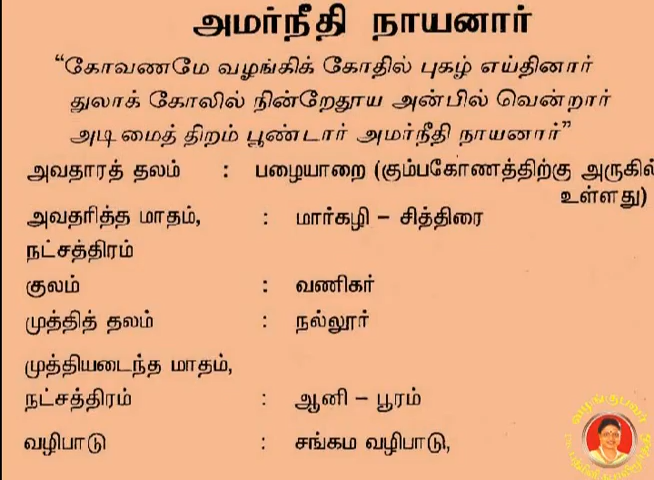 அமர்நீதி நாயனார்
“கோவணமே வழங்கிக் கோதில் புகழ் எய்தினார்
துலாக் கோலில் நின்றேதூய அன்பில் வென்றார்
அடிமைத் திறம் பூண்டார் அமர்நீதி நாயனார்”
அவதாரத் தலம் : பழையாறை (கும்பகோணத்திற்கு அருகில்
உள்ளது)
அவதரித்த மாதம், : மார்கழி – சித்திரை
நட்சத்திரம்
குலம் : வணிகர்
முத்தித் தலம் : நல்லூர்
முத்தியடைந்த மாதம்,
நட்சத்திரம் : ஆனி – பூரம்
வழிபாடு : சங்கம வழிபாடு,
வழங்குபவர்